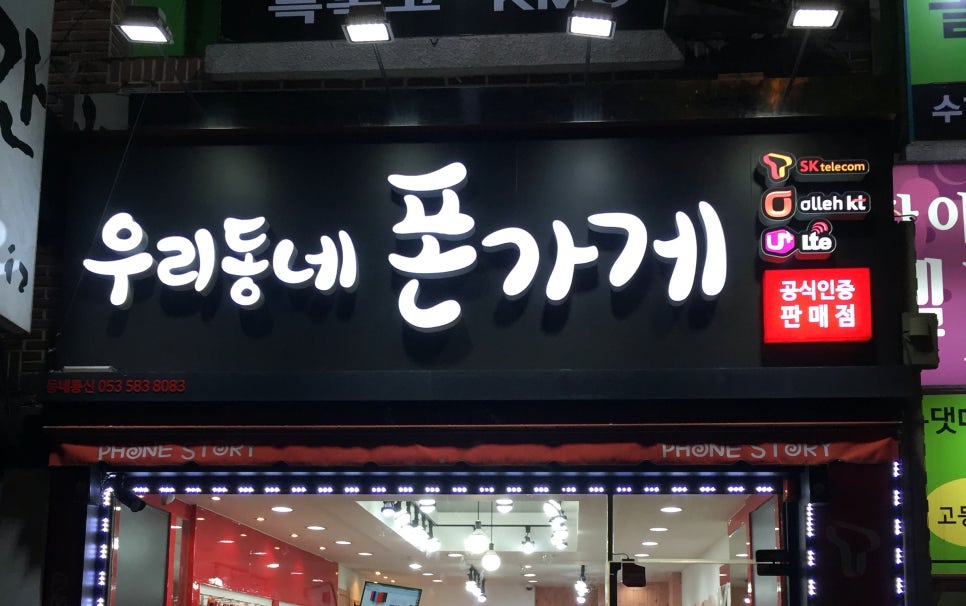 우리동네 폰가게
SK telecom
olleh kt
U+ Lte
공식인증
판매점
동네통신 053 583 8083
PHONE STORY
PHONE STORY